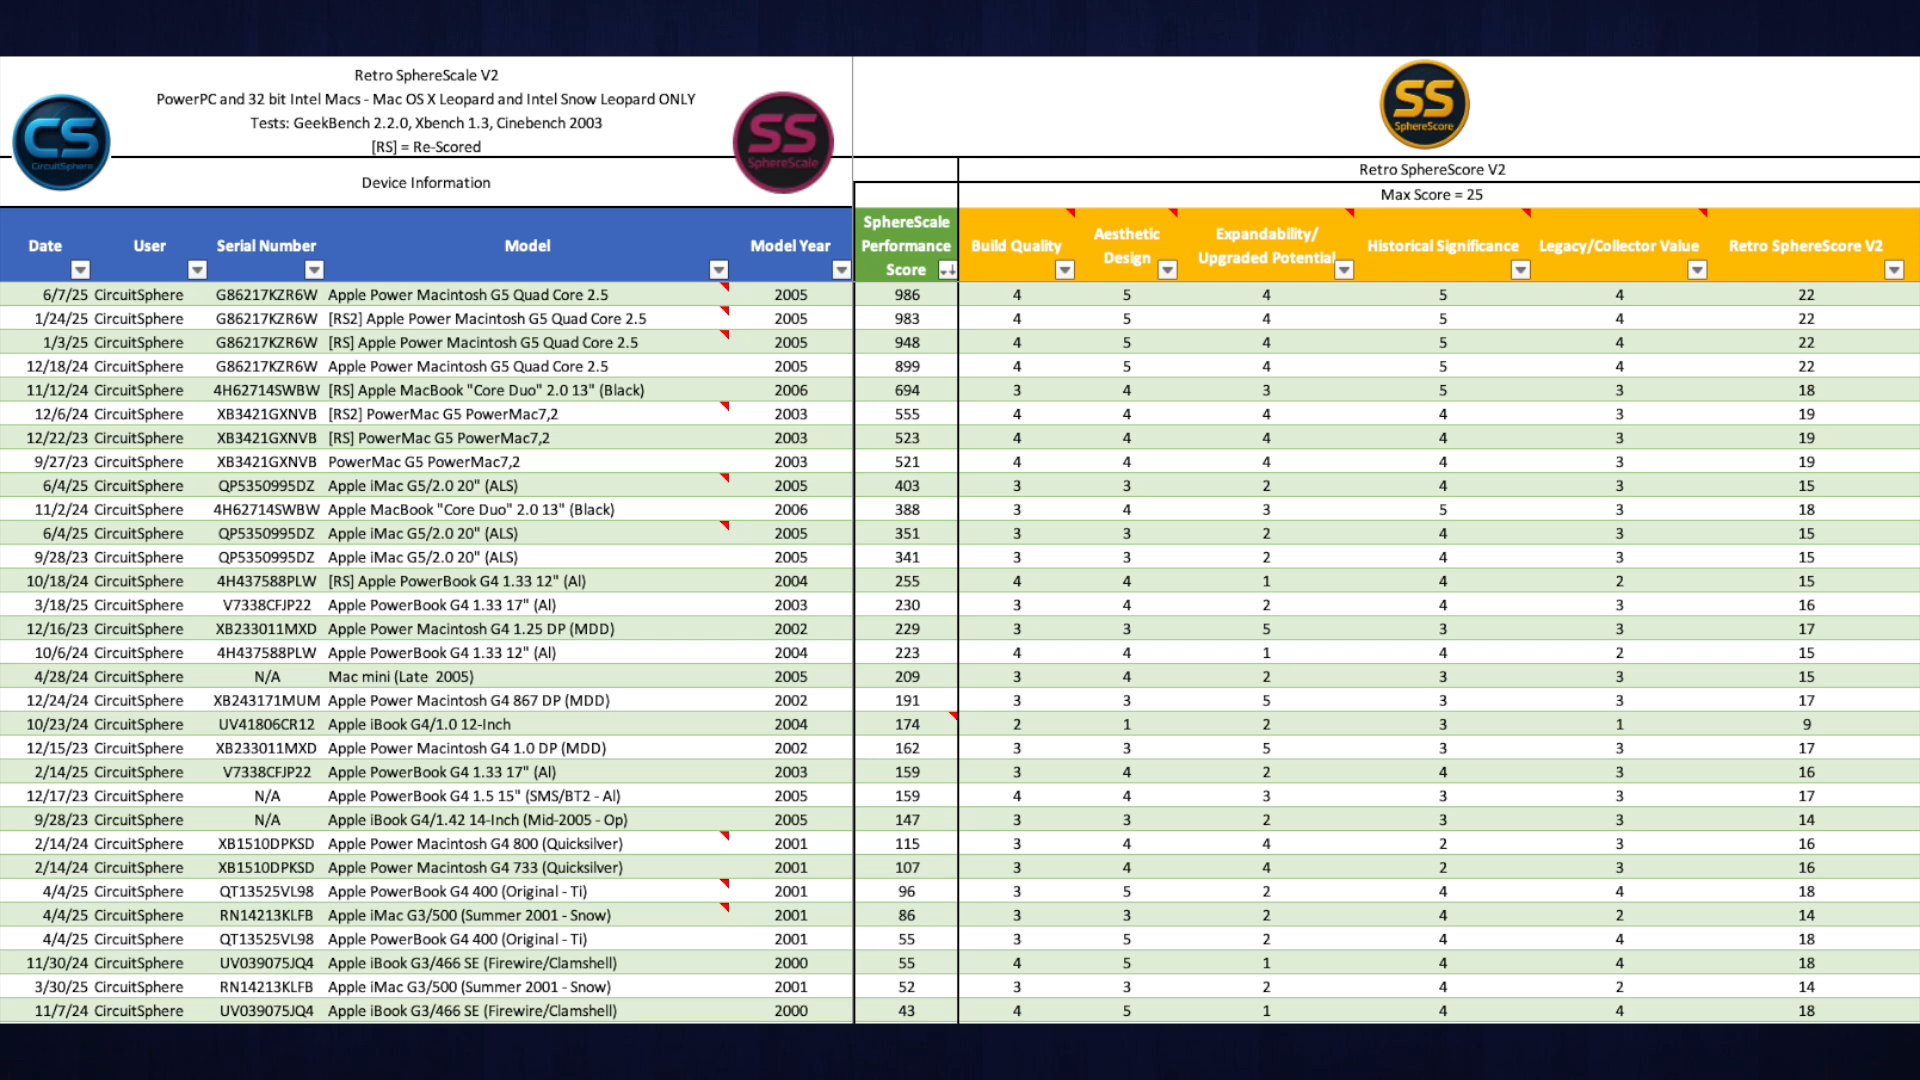 Retro SphereScale V2
PowerPC and 32 bit Intel Macs - Mac OS X Leopard and Intel Snow Leopard ONLY
Tests: GeekBench 2.2.0, Xbench 1.3, Cinebench 2003
[RS] = Re-Scored
CS
CircuitSphere
SS
SphereScale
SS
SphereScore
Device Information
Retro SphereScore V2
Max Score = 25
Date User Serial Number Model Model Year SphereScale Performance Score Build Quality Aesthetic Design Expandability/ Upgraded Potential Historical Significance Legacy/Collector Value Retro SphereScore V2
6/7/25 CircuitSphere G86217KZR6W Apple Power Macintosh G5 Quad Core 2.5 2005 986 4 5 4 5 4 22
1/24/25 CircuitSphere G86217KZR6W [RS2] Apple Power Macintosh G5 Quad Core 2.5 2005 983 4 5 4 5 4 22
1/3/25 CircuitSphere G86217KZR6W [RS] Apple Power Macintosh G5 Quad Core 2.5 2005 948 4 5 4 5 4 22
12/18/24 CircuitSphere G86217KZR6W Apple Power Macintosh G5 Quad Core 2.5 2005 899 4 5 4 5 4 22
11/12/24 CircuitSphere 4H62714SWBW [RS] Apple MacBook "Core Duo" 2.0 13" (Black) 2006 694 3 4 3 5 3 18
12/6/24 CircuitSphere XB3421GXNVB [RS2] PowerMac G5 PowerMac7,2 2003 555 4 4 4 4 3 19
12/22/23 CircuitSphere XB3421GXNVB [RS] PowerMac G5 PowerMac7,2 2003 523 4 4 4 4 3 19
9/27/23 CircuitSphere XB3421GXNVB PowerMac G5 PowerMac7,2 2003 521 4 4 4 4 3 19
6/4/25 CircuitSphere QP5350995DZ Apple iMac G5/2.0 20" (ALS) 2005 403 3 3 2 4 3 15
11/2/24 CircuitSphere 4H62714SWBW Apple MacBook "Core Duo" 2.0 13" (Black) 2006 388 3 4 3 5 3 18
6/4/25 CircuitSphere QP5350995DZ Apple iMac G5/2.0 20" (ALS) 2005 351 3 3 2 4 3 15
9/28/23 CircuitSphere QP5350995DZ Apple iMac G5/2.0 20" (ALS) 2005 341 3 3 2 4 3 15
10/18/24 CircuitSphere 4H437588PLW [RS] Apple PowerBook G4 1.33 12" (Al) 2004 255 4 4 1 4 2 15
3/18/25 CircuitSphere V7338CFJP22 Apple PowerBook G4 1.33 17" (Al) 2003 230 3 4 2 4 3 16
12/16/23 CircuitSphere XB233011MXD Apple Power Macintosh G4 1.25 DP (MDD) 2002 229 3 3 5 3 3 17
10/6/24 CircuitSphere 4H437588PLW Apple PowerBook G4 1.33 12" (Al) 2004 223 4 4 1 4 2 15
4/28/24 CircuitSphere N/A Mac mini (Late 2005) 2005 209 3 4 2 3 3 15
12/24/24 CircuitSphere XB243171MUM Apple Power Macintosh G4 867 DP (MDD) 2002 191 3 3 5 3 3 17
10/23/24 CircuitSphere UV41806CR12 Apple iBook G4/1.0 12-Inch 2004 174 2 1 2 3 1 9
12/15/23 CircuitSphere XB233011MXD Apple Power Macintosh G4 1.0 DP (MDD) 2002 162 3 3 5 3 3 17
2/14/25 CircuitSphere V7338CFJP22 Apple PowerBook G4 1.33 17" (Al) 2003 159 3 4 2 4 3 16
12/17/23 CircuitSphere N/A Apple PowerBook G4 1.5 15" (SMS/BT2 - Al) 2005 159 4 4 3 3 3 17
9/28/23 CircuitSphere N/A Apple iBook G4/1.42 14-Inch (Mid-2005 - Op) 2005 147 3 3 2 3 3 14
2/14/24 CircuitSphere XB1510DPKSD Apple Power Macintosh G4 800 (Quicksilver) 2001 115 3 4 4 2 3 16
2/14/24 CircuitSphere XB1510DPKSD Apple Power Macintosh G4 733 (Quicksilver) 2001 107 3 4 4 2 3 16
4/4/25 CircuitSphere QT13525VL98 Apple PowerBook G4 400 (Original - Ti) 2001 96 3 5 2 4 4 18
4/4/25 CircuitSphere RN14213KLFB Apple iMac G3/500 (Summer 2001 - Snow) 2001 86 3 3 2 4 2 14
4/4/25 CircuitSphere QT13525VL98 Apple PowerBook G4 400 (Original - Ti) 2001 55 3 5 2 4 4 18
11/30/24 CircuitSphere UV039075JQ4 Apple iBook G3/466 SE (Firewire/Clamshell) 2000 55 4 5 1 4 4 18
3/30/25 CircuitSphere RN14213KLFB Apple iMac G3/500 (Summer 2001 - Snow) 2001 52 3 3 2 4 2 14
11/7/24 CircuitSphere UV039075JQ4 Apple iBook G3/466 SE (Firewire/Clamshell) 2000 43 4 5 1 4 4 18